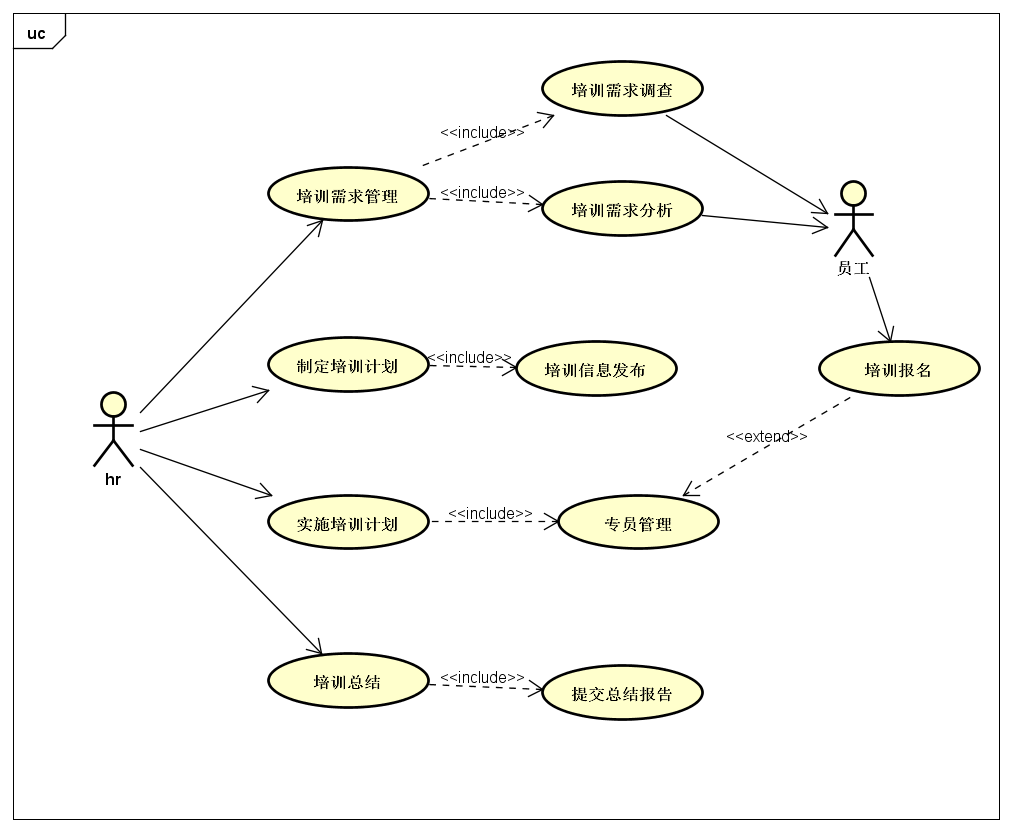 uc
培训需求调查
<<include>>
培训需求管理
<<include>>
培训需求分析
员工
制定培训计划
<<include>>
培训信息发布
培训报名
<<extend>>
hr
实施培训计划
<<include>>
专员管理
培训总结
<<include>>
提交总结报告